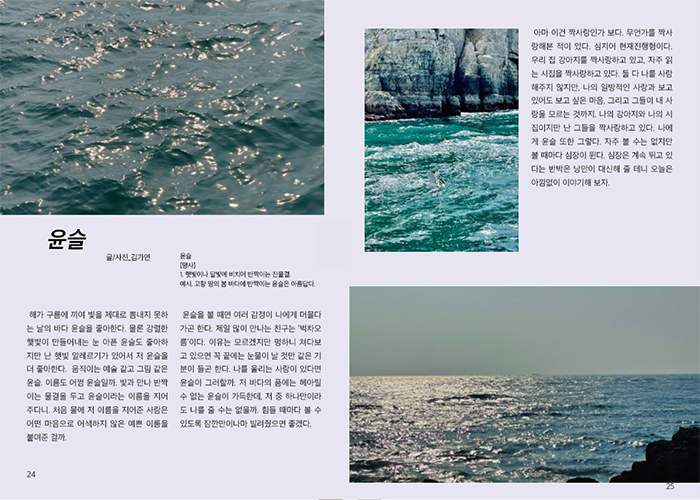 윤슬
글/사진_김가연
윤슬
[명사]
1. 햇빛이나 달빛에 비치어 반짝이는 잔물결.
예시. 고향 땅의 봄 바다에 반짝이는 윤슬은 아름답다.
해가 구름에 끼여 빛을 제대로 뽐내지 못하
는 날의 바다 윤슬을 좋아한다. 물론 강렬한
햇빛이 만들어내는 눈 아픈 윤슬도 좋아하
지만 난 햇빛 알레르기가 있어서 저 윤슬을
더 좋아한다. 움직이는 예술 같고 그림 같은
윤슬. 이름도 어쩜 윤슬일까. 빛과 만나 반짝
이는 물결을 두고 윤슬이라는 이름을 지어
주다니. 처음 물에 저 이름을 지어준 사람은
어떤 마음으로 어색하지 않은 예쁜 이름을
붙여준 걸까.
윤슬을 볼 때면 여러 감정이 나에게 머물다
가곤 한다. 제일 많이 만나는 친구는 '벅차오
름'이다. 이유는 모르겠지만 멍하니 쳐다보
고 있으면 꼭 끝에는 눈물이 날 것만 같은 기
분이 들곤 한다. 나를 울리는 사랑이 있다면
윤슬이 그러할까. 저 바다의 품에는 헤아릴
수 없는 윤슬이 가득한데, 저 중 하나만이라
도 나를 줄 수는 없을까. 힘들 때마다 볼 수
있도록 잠깐만이나마 빌려줬으면 좋겠다.
24
아마 이건 짝사랑인가 보다. 무언가를 짝사
랑해본 적이 있다. 심지어 현재진행형이다.
우리 집 강아지를 짝사랑하고 있고, 자주 읽
는 시집을 짝사랑하고 있다. 둘 다 나를 사랑
해주지 않지만, 나의 일방적인 사랑과 보고
있어도 보고 싶은 마음, 그리고 그들이 내 사
랑을 모르는 것까지. 나의 강아지와 나의 시
집이지만 난 그들을 짝사랑하고 있다. 나에
게 윤슬 또한 그렇다. 자주 볼 수는 없지만
볼 때마다 심장이 뛴다. 심장은 계속 뛰고 있
다는 반박은 낭만이 대신해 줄 테니 오늘은
아낌없이 이야기해 보자.
25